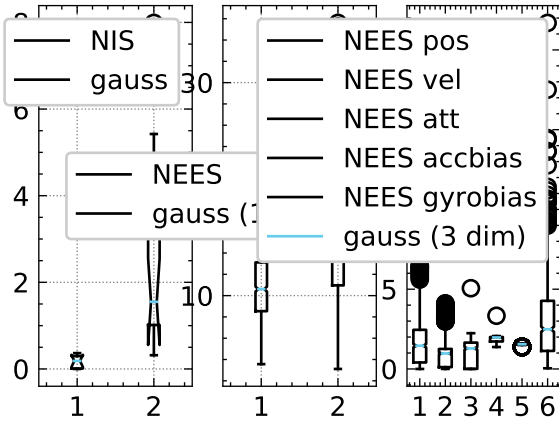 8
NIS
gauss
6
4
2
0
1
2
30
10
NEES
gauss (1
1
2
NEES pos
NEES vel
NEES att
NEES accbias
NEES gyrobias
gauss (3 dim)
5
0
1 2 3 4 5 6